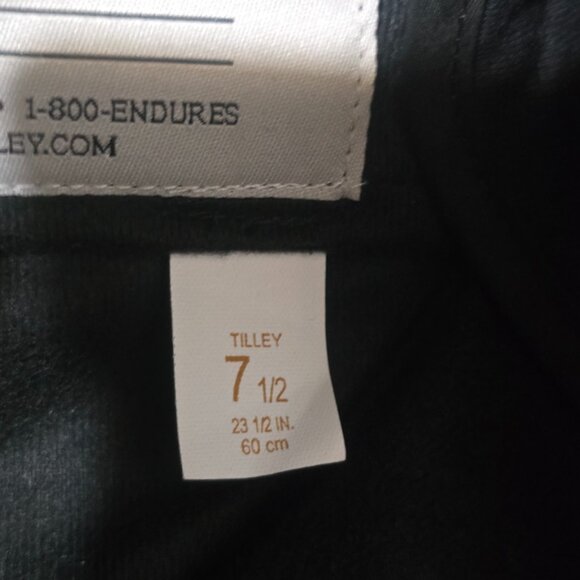 1-800-ENDURES
LEY.COM
TILLEY
7 1/2
23 1/2 IN.
60 cm